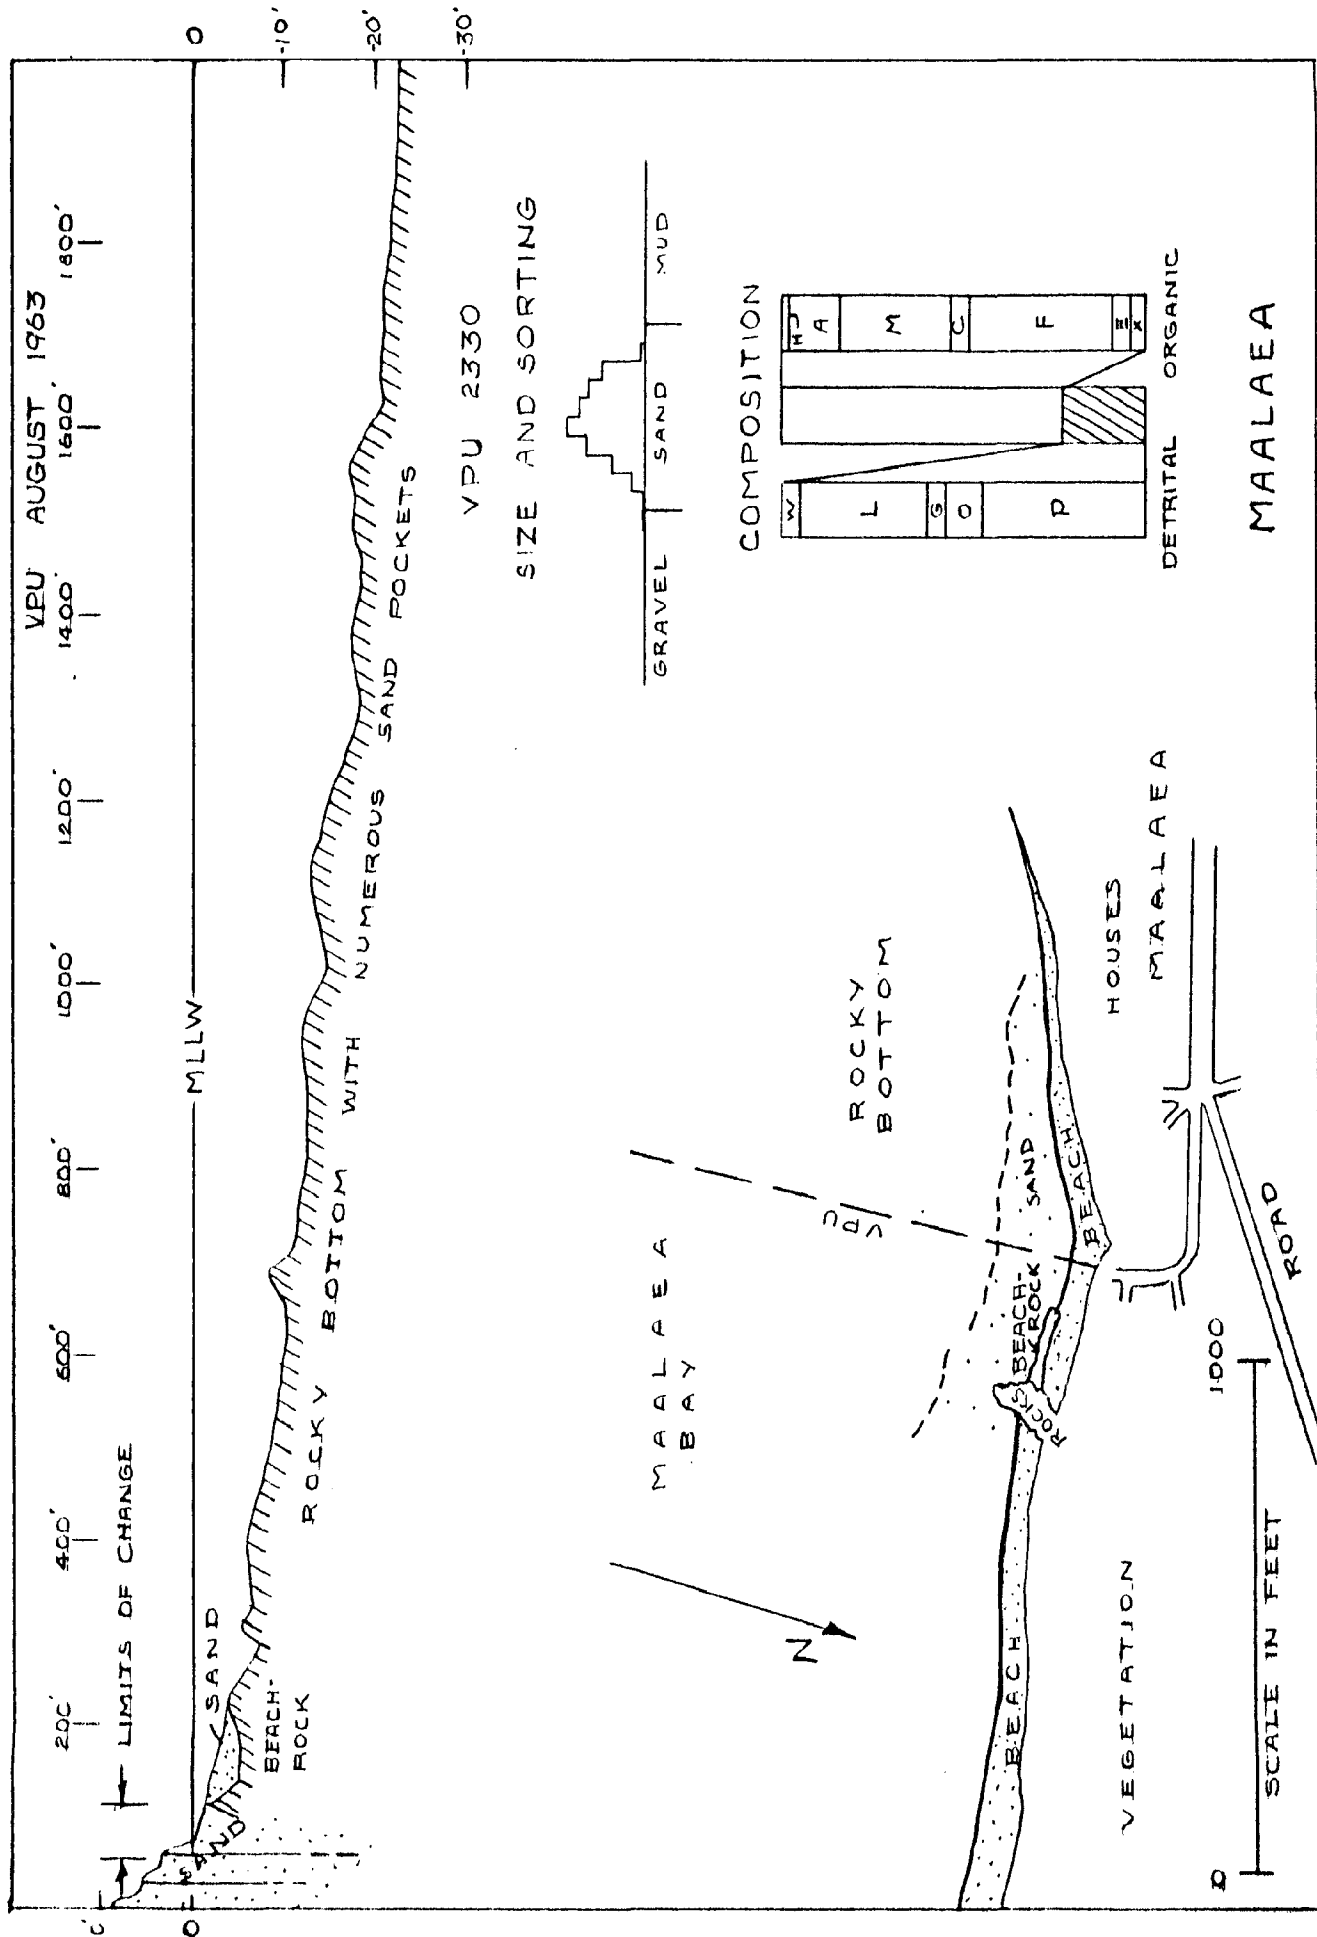 VPU AUGUST, 1963
200' 400' 600' 800' 1000' 1200' 1400' 1600' 1800'
LIMITS OF CHANGE
0
0
-10'
-20'
-30'
MLLW
SAND
SAND
BEACH-
ROCK
ROCKY BOTTOM WITH NUMEROUS SAND POCKETS
VPU 2330
SIZE AND SORTING
GRAVEL SAND MUD
COMPOSITION
W
L
G
O
P
H J
A
M
C
F
E
X
DETRITAL ORGANIC
MAALAEA
MAALAEA
BAY
N
VPU
ROCKY
BOTTOM
BEACH
ROCKS
ROCK
BEACH-
ROCK
SAND
BEACH
HOUSES
MAALAEA
VEGETATION
ROAD
0 1000
SCALE IN FEET